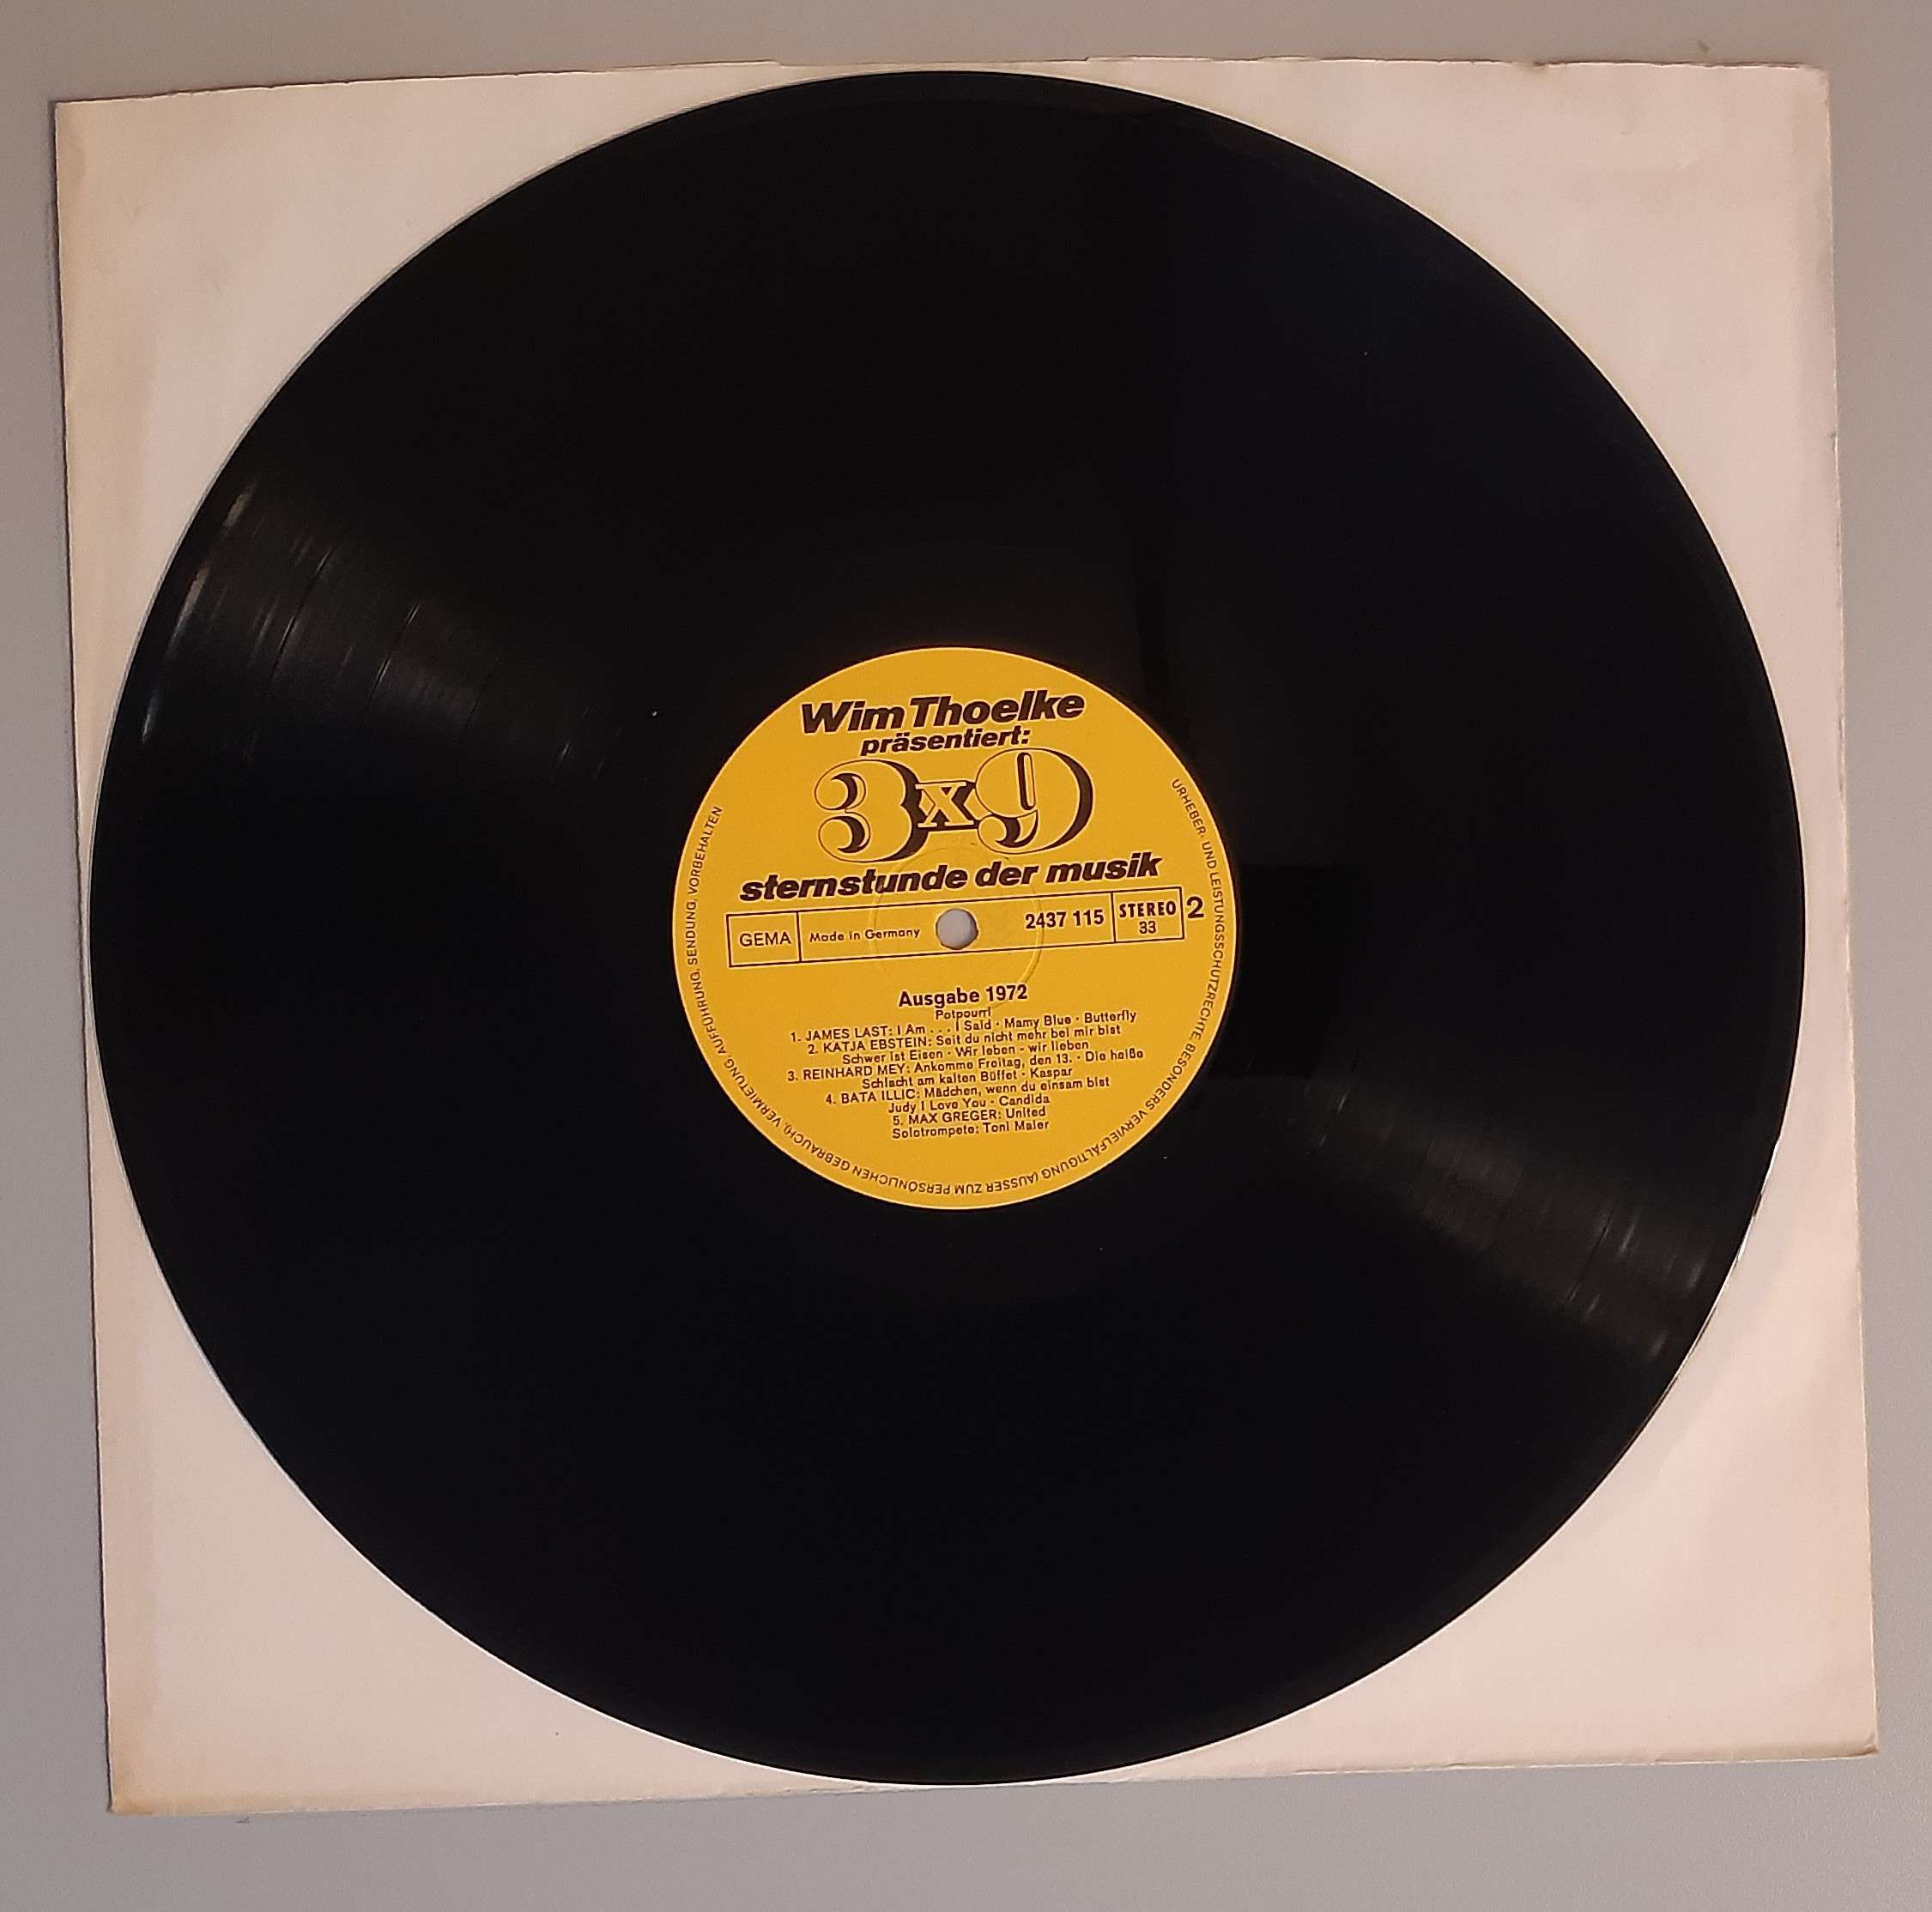 Wim Thoelke
präsentiert:
3x9
sternstunde der musik
GEMA
Made in Germany
2437 115
STEREO
33
2
Ausgabe 1972
Potpourri
1. JAMES LAST: I Am . . . I Said · Mamy Blue · Butterfly
2. KATJA EBSTEIN: Seit du nicht mehr bei mir bist
Schwer ist Eisen · Wir leben - wir lieben
3. REINHARD MEY: Ankomme Freitag, den 13. · Die heiße
Schlacht am kalten Büffet · Kaspar
4. BATA ILLIC: Mädchen, wenn du einsam bist
Judy I Love You · Candida
5. MAX GREGER: United
Solotrompete: Toni Maier
URHEBER- UND LEISTUNGSSCHUTZRECHTE, BESONDERS VERVIELFÄLTIGUNG (AUSSER ZUM PERSÖNLICHEN GEBRAUCH), VERMIETUNG, AUFFÜHRUNG, SENDUNG, VORBEHALTEN